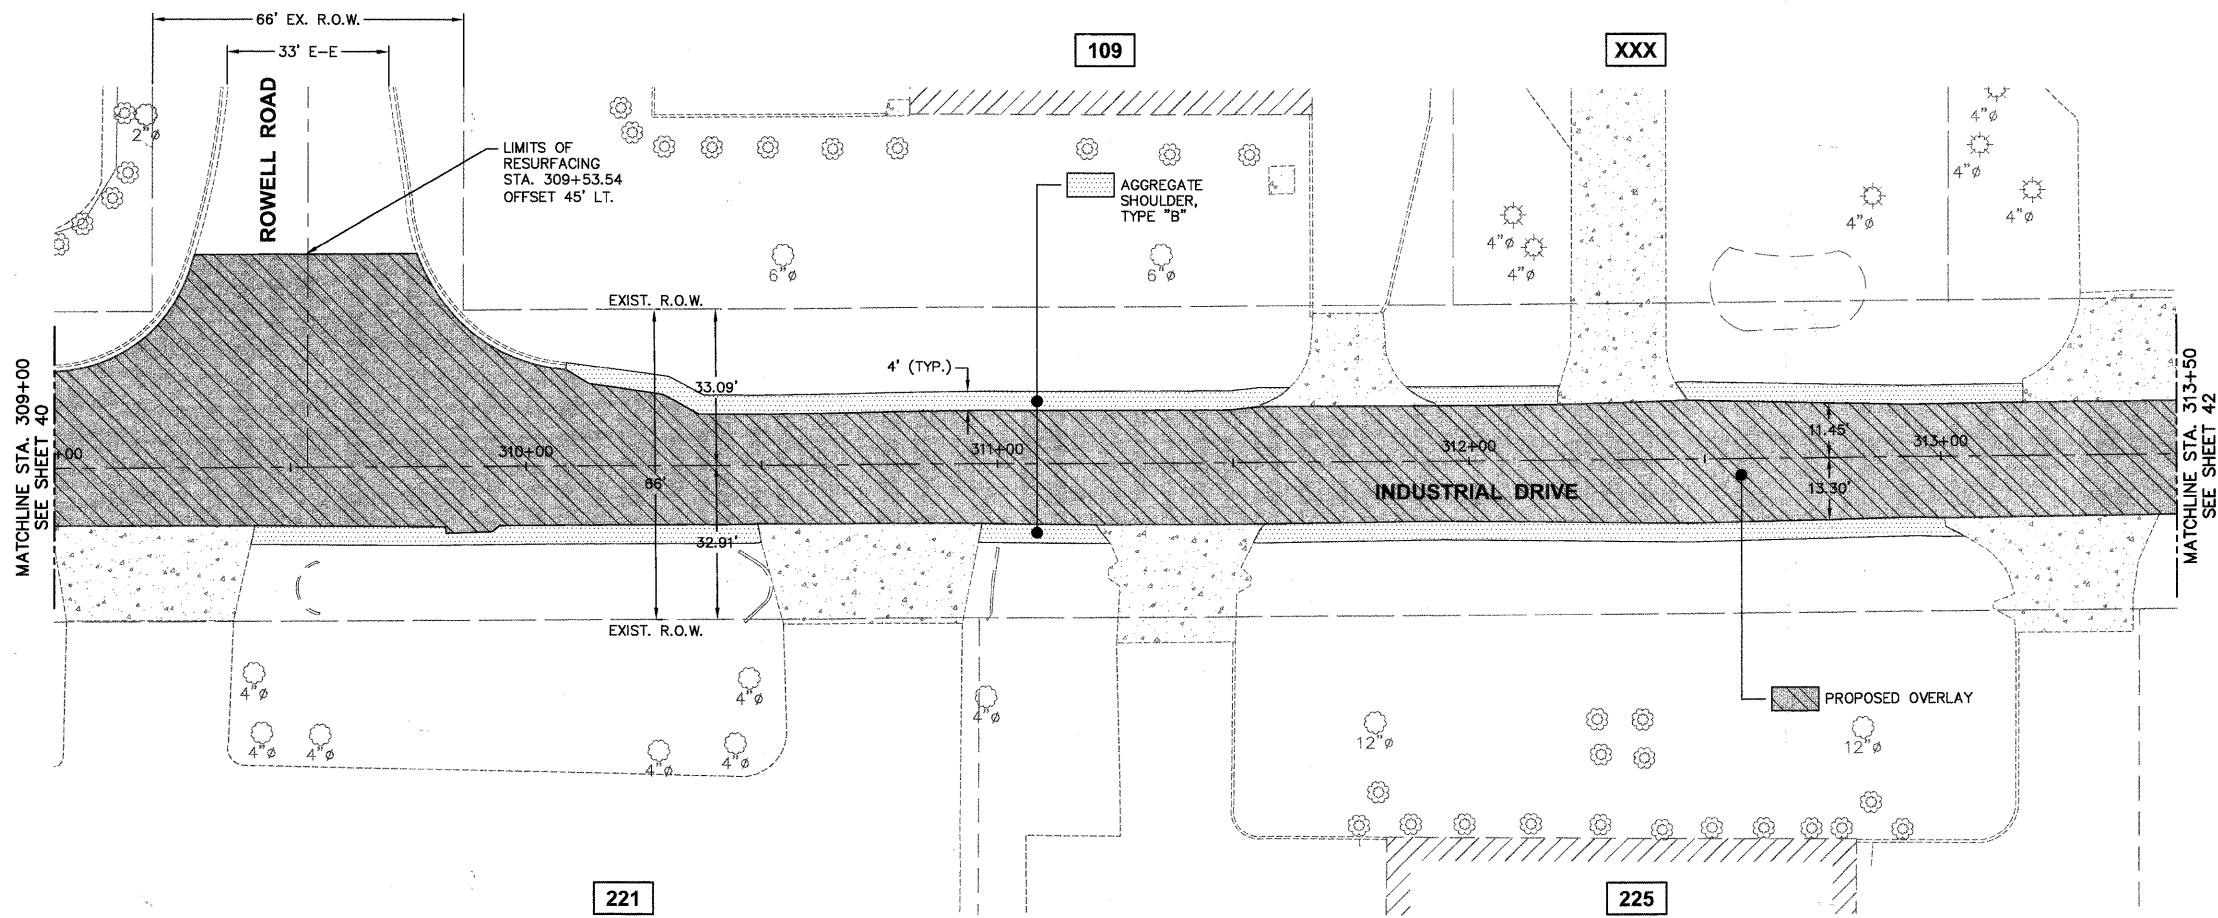 66' EX. R.O.W.
33' E-E
109
XXX
ROWELL ROAD
2"ø
LIMITS OF
RESURFACING
STA. 309+53.54
OFFSET 45' LT.
AGGREGATE
SHOULDER,
TYPE "B"
4"ø
4"ø
4"ø
4"ø
4"ø
4"ø
6"ø
6"ø
EXIST. R.O.W.
4' (TYP.)
33.09'
MATCHLINE STA. 309+00
SEE SHEET 40
+00
310+00
311+00
312+00
313+00
11.45'
13.30'
66'
INDUSTRIAL DRIVE
32.91'
MATCHLINE STA. 313+50
SEE SHEET 42
EXIST. R.O.W.
4"ø
4"ø
4"ø
4"ø
4"ø
4"ø
4"ø
PROPOSED OVERLAY
12"ø
12"ø
221
225